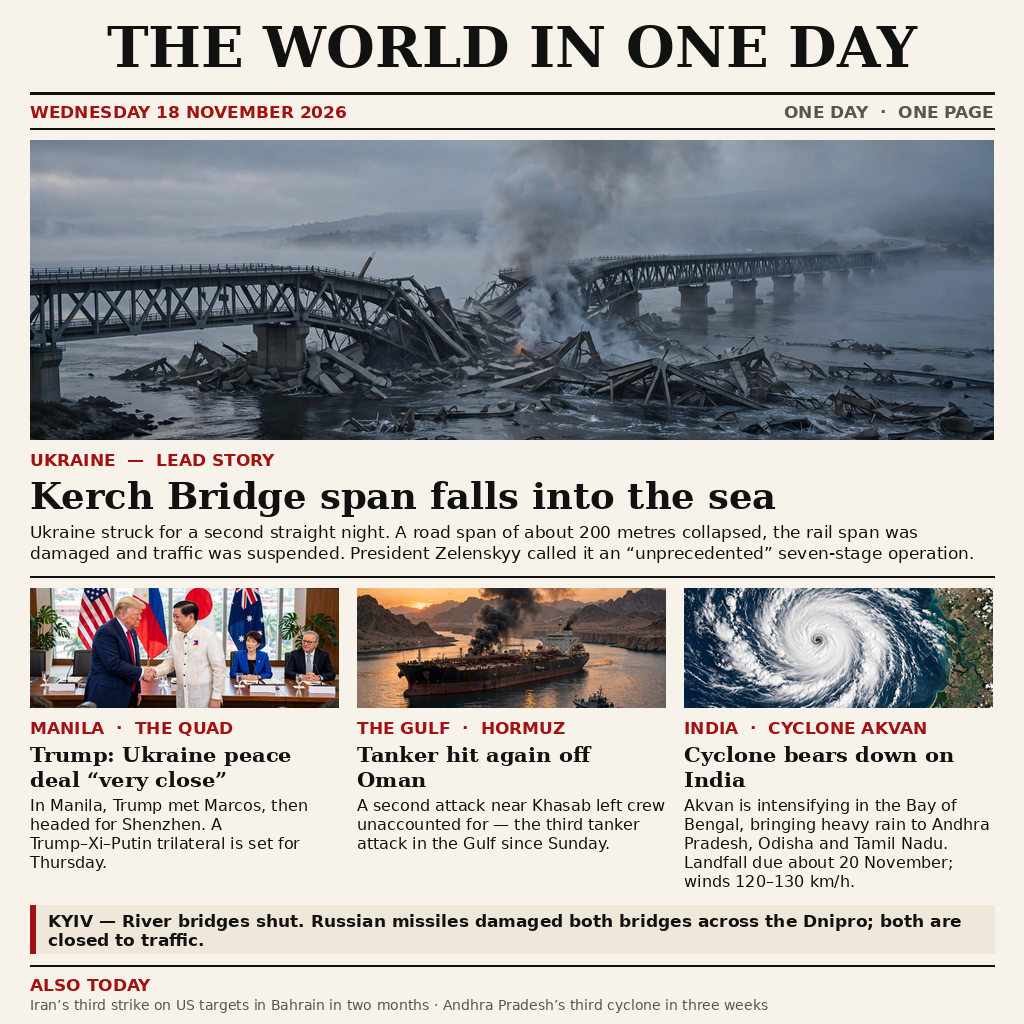 THE WORLD IN ONE DAY
WEDNESDAY 18 NOVEMBER 2026
ONE DAY · ONE PAGE
UKRAINE — LEAD STORY
Kerch Bridge span falls into the sea
Ukraine struck for a second straight night. A road span of about 200 metres collapsed, the rail span was
damaged and traffic was suspended. President Zelenskyy called it an “unprecedented” seven-stage operation.
MANILA · THE QUAD
Trump: Ukraine peace
deal “very close”
In Manila, Trump met Marcos, then
headed for Shenzhen. A
Trump–Xi–Putin trilateral is set for
Thursday.
THE GULF · HORMUZ
Tanker hit again off
Oman
A second attack near Khasab left crew
unaccounted for — the third tanker
attack in the Gulf since Sunday.
INDIA · CYCLONE AKVAN
Cyclone bears down on
India
Akvan is intensifying in the Bay of
Bengal, bringing heavy rain to Andhra
Pradesh, Odisha and Tamil Nadu.
Landfall due about 20 November;
winds 120–130 km/h.
KYIV — River bridges shut. Russian missiles damaged both bridges across the Dnipro; both are
closed to traffic.
ALSO TODAY
Iran’s third strike on US targets in Bahrain in two months · Andhra Pradesh’s third cyclone in three weeks